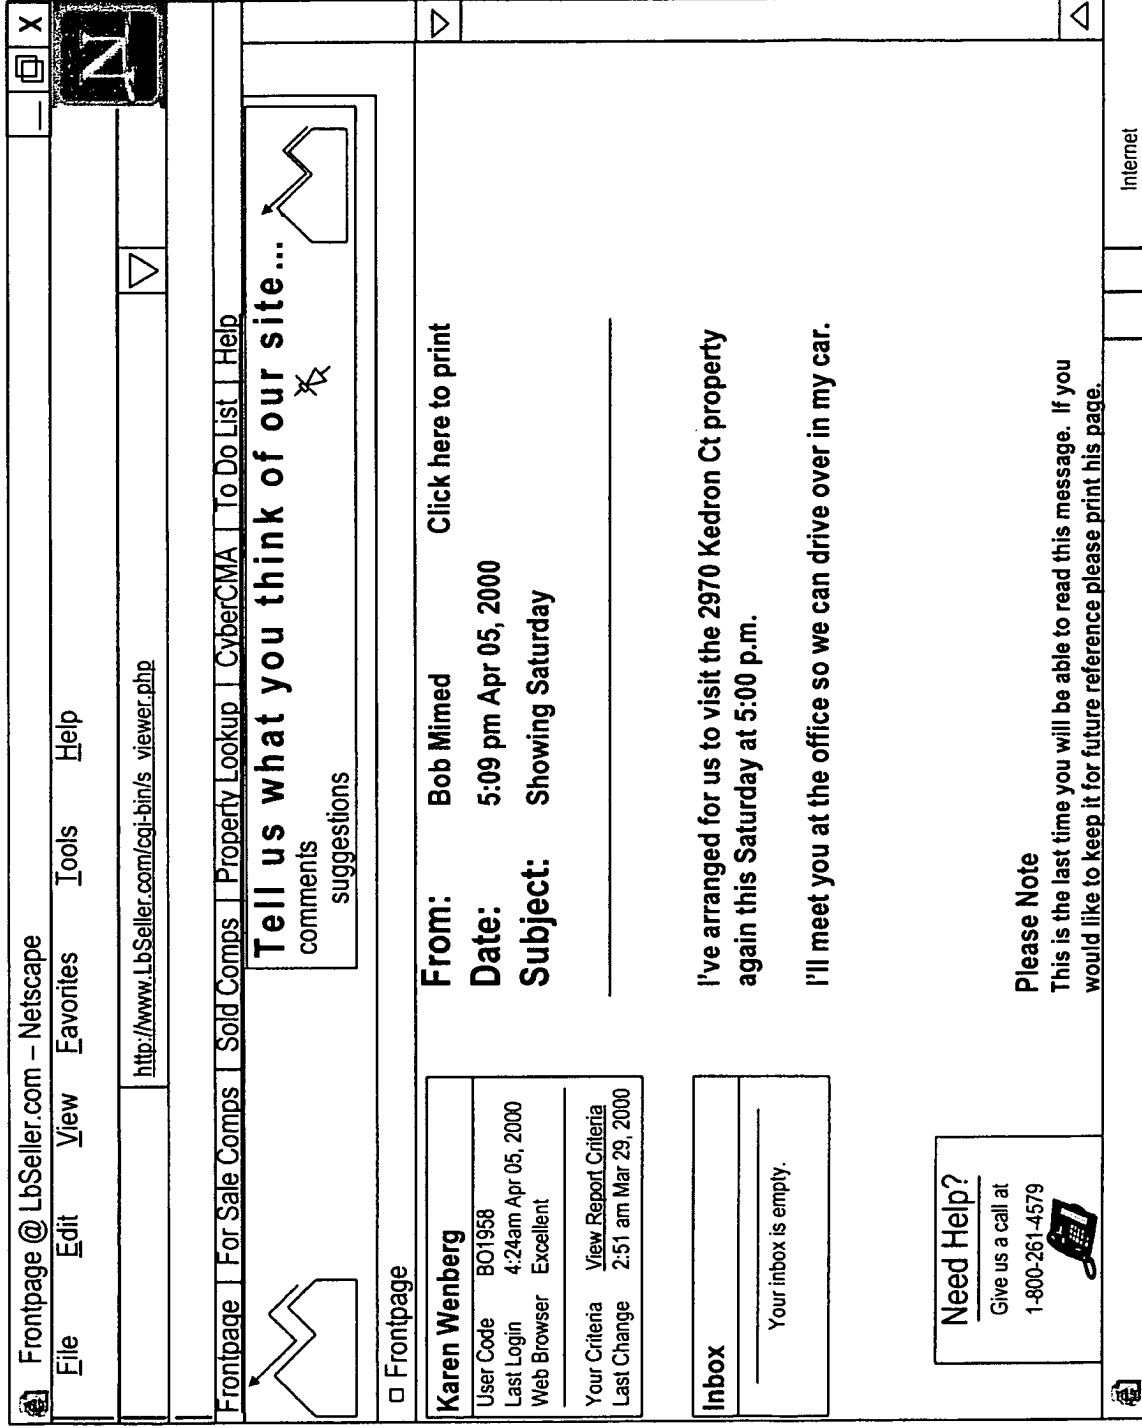 Frontpage @ LbSeller.com – Netscape
_ X
File Edit View Favorites Tools Help
N
http://www.LbSeller.com/cgi-bin/s_viewer.php
Frontpage | For Sale Comps | Sold Comps | Property Lookup | CyberCMA | To Do List | Help
Tell us what you think of our site...
comments
suggestions
Frontpage
Karen Wenberg
User Code BO1958
Last Login 4:24am Apr 05, 2000
Web Browser Excellent
Your Criteria View Report Criteria
Last Change 2:51 am Mar 29, 2000
Inbox
Your inbox is empty.
Need Help?
Give us a call at
1-800-261-4579
From: Bob Mimed Click here to print
Date: 5:09 pm Apr 05, 2000
Subject: Showing Saturday
I've arranged for us to visit the 2970 Kedron Ct property
again this Saturday at 5:00 p.m.
I'll meet you at the office so we can drive over in my car.
Please Note
This is the last time you will be able to read this message. If you
would like to keep it for future reference please print his page.
Internet